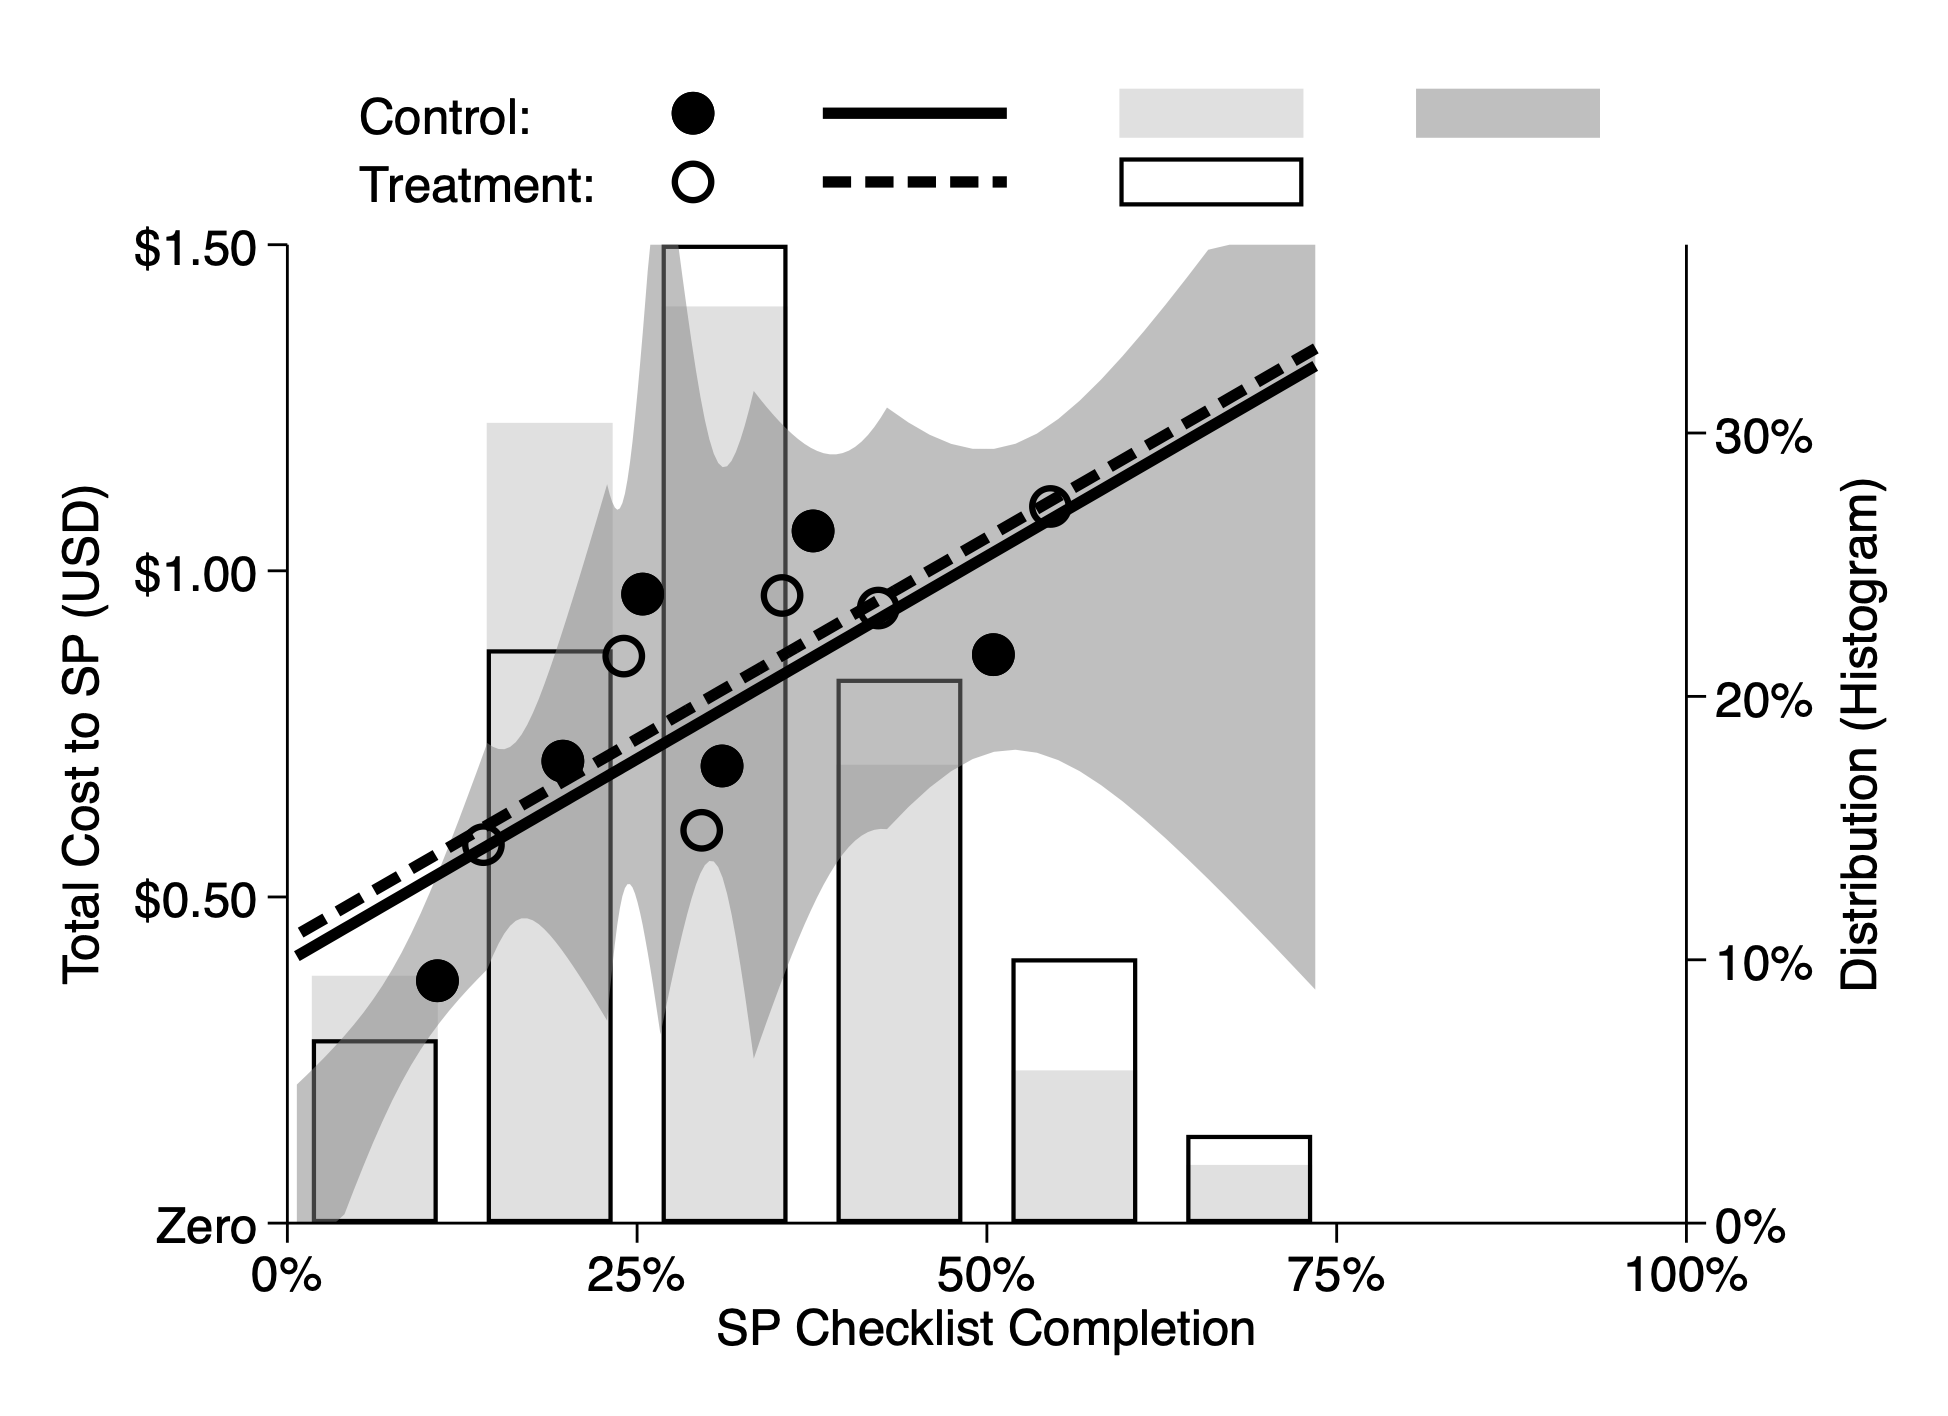 Control:
Treatment:
$1.50
$1.00
$0.50
Zero
Total Cost to SP (USD)
30%
20%
10%
0%
Distribution (Histogram)
0% 25% 50% 75% 100%
SP Checklist Completion